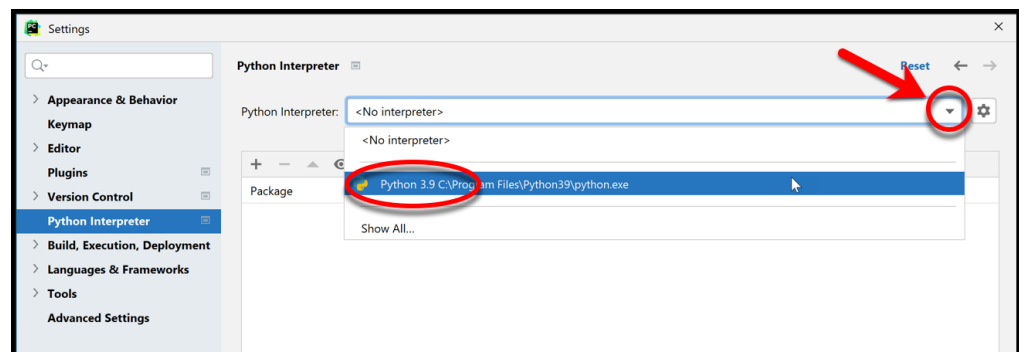 PC
Settings
Python Interpreter
Reset
Appearance & Behavior
Keymap
Editor
Plugins
Version Control
Python Interpreter
Build, Execution, Deployment
Languages & Frameworks
Tools
Advanced Settings
Python Interpreter:
<No interpreter>
<No interpreter>
Python 3.9 C:\Program Files\Python39\python.exe
Show All...
Package